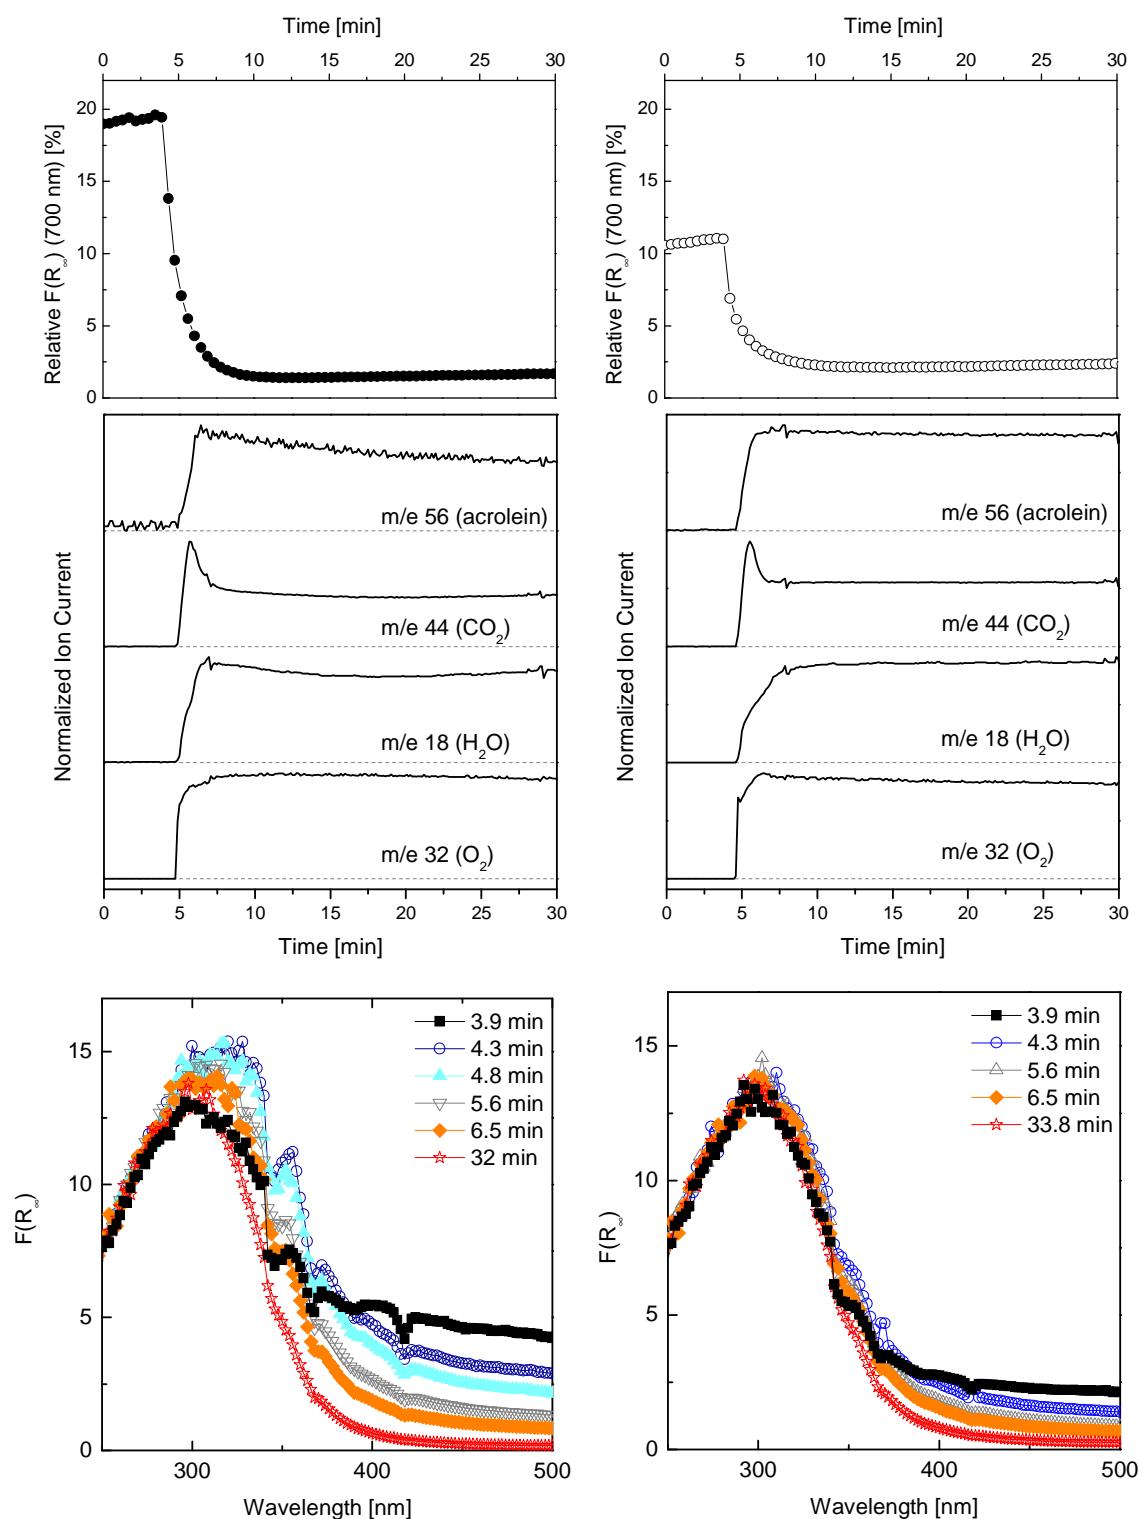 Time [min]
0 5 10 15 20 25 30
Relative F(R∞) (700 nm) [%]
20
15
10
5
0
Time [min]
0 5 10 15 20 25 30
Relative F(R∞) (700 nm) [%]
20
15
10
5
0
Normalized Ion Current
m/e 56 (acrolein)
m/e 44 (CO₂)
m/e 18 (H₂O)
m/e 32 (O₂)
0 5 10 15 20 25 30
Time [min]
Normalized Ion Current
m/e 56 (acrolein)
m/e 44 (CO₂)
m/e 18 (H₂O)
m/e 32 (O₂)
0 5 10 15 20 25 30
Time [min]
F(R∞)
15
10
5
0
3.9 min
4.3 min
4.8 min
5.6 min
6.5 min
32 min
300 400 500
Wavelength [nm]
F(R∞)
15
10
5
0
3.9 min
4.3 min
5.6 min
6.5 min
33.8 min
300 400 500
Wavelength [nm]